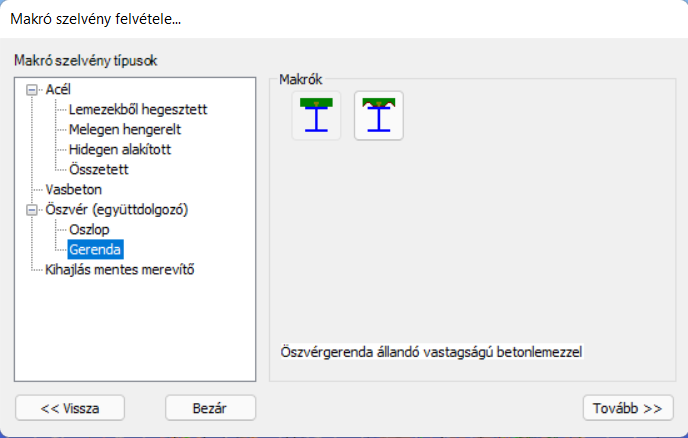 Makró szelvény felvétele...
Makró szelvény típusok
Acél
Lemezekből hegesztett
Melegen hengerelt
Hidegen alakított
Összetett
Vasbeton
Öszvér (együttdolgozó)
Oszlop
Gerenda
Kihajlás mentes merevítő
Makrók
Öszvérgerenda állandó vastagságú betonlemezzel
<< Vissza
Bezár
Tovább >>